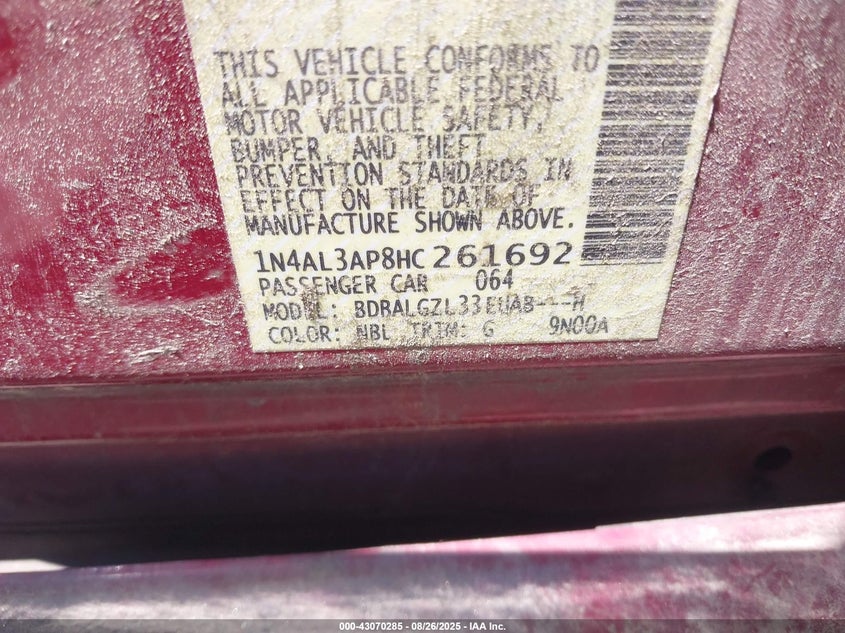 THIS VEHICLE CONFORMS TO
ALL APPLICABLE FEDERAL
MOTOR VEHICLE SAFETY,
BUMPER, AND THEFT
PREVENTION STANDARDS IN
EFFECT ON THE DATE OF
MANUFACTURE SHOWN ABOVE.
1N4AL3AP8HC261692
PASSENGER CAR 064
MODEL: BDRALGZL33EUAB---H
COLOR: NBL TRIM: G 9N00A
000-43070285 - 08/26/2025 - IAA Inc.